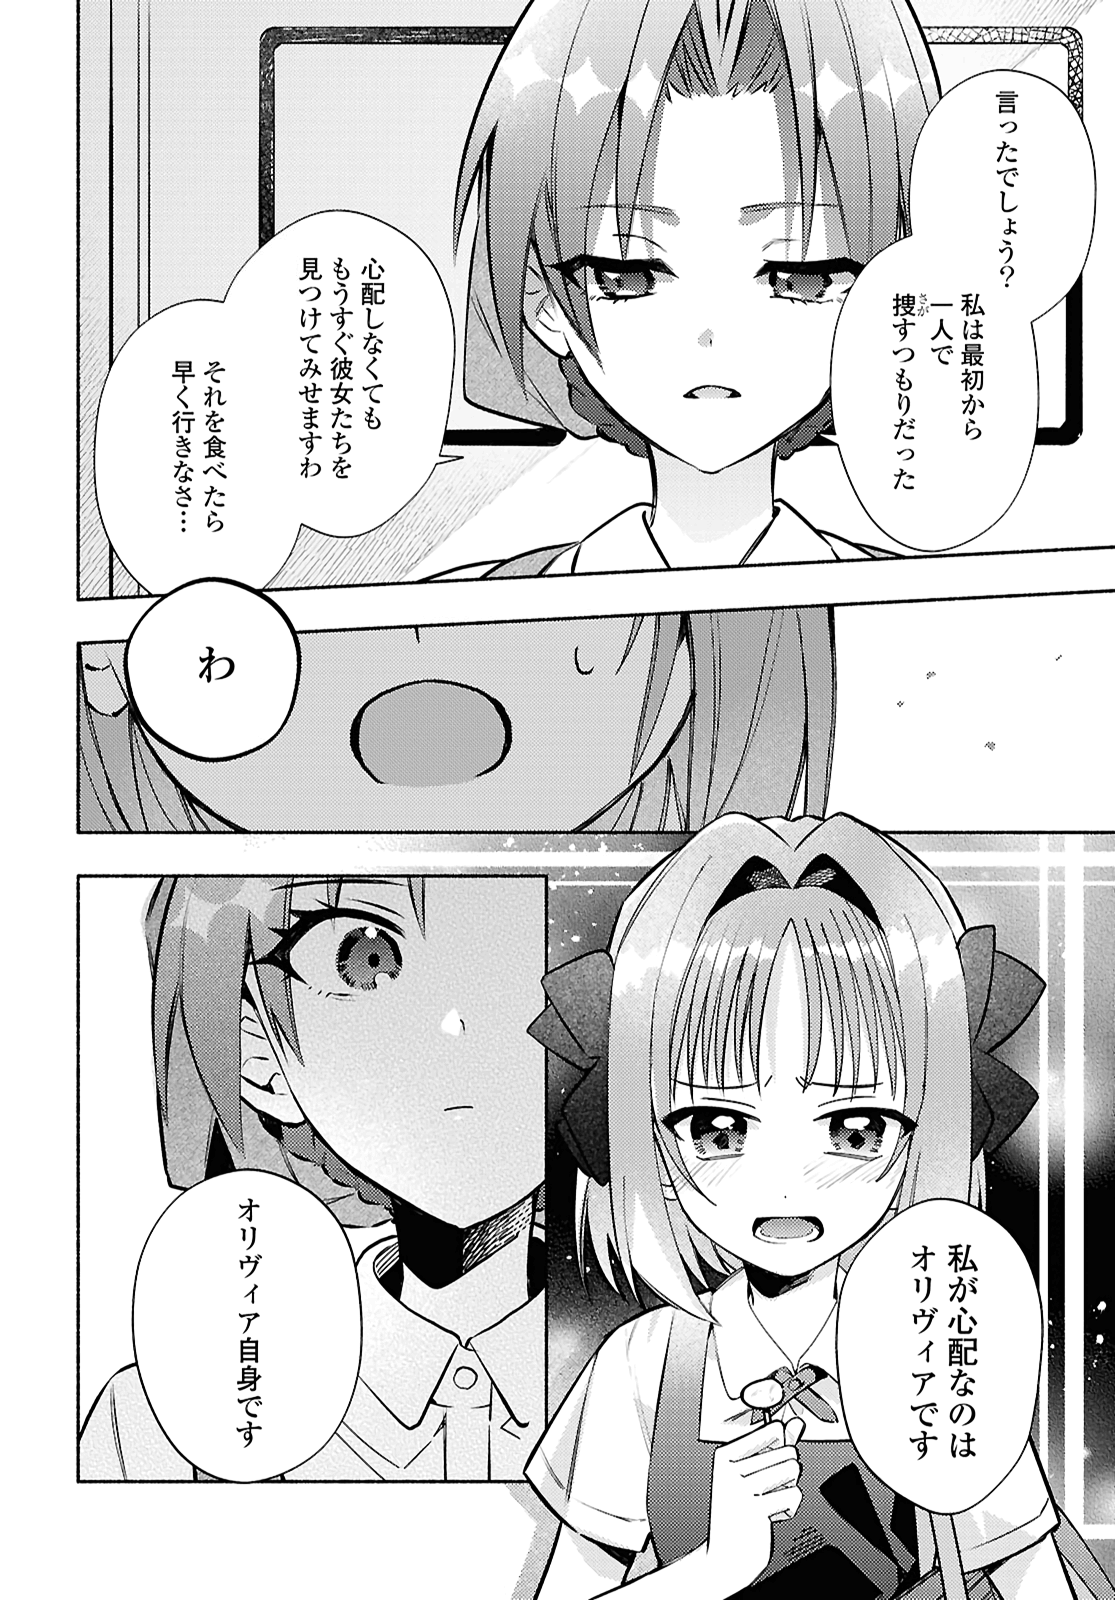 言ったでしょう?
私は最初から
一人で
捜すつもりだった
さが
心配しなくても
もうすぐ彼女たちを
見つけてみせますわ
それを食べたら
早く行きなさ…
わ
私が心配なのは
オリヴィアです
オリヴィア自身です